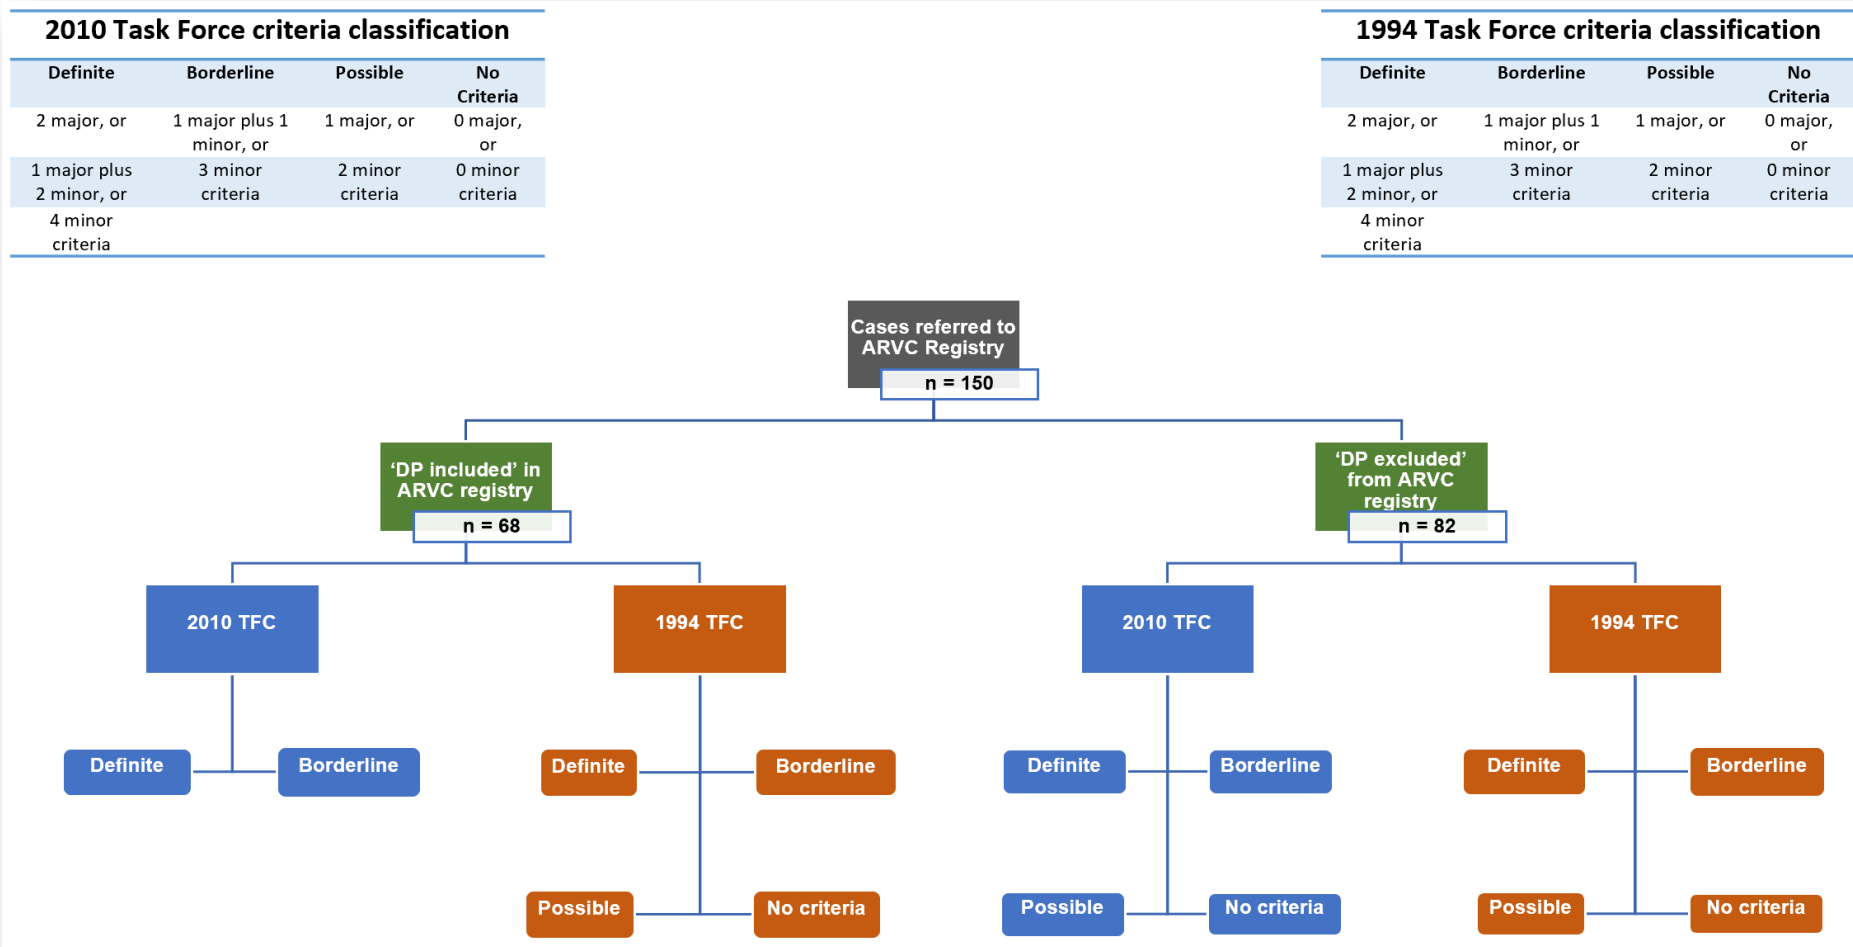 2010 Task Force criteria classification
Definite Borderline Possible No
Criteria
2 major, or 1 major plus 1 1 major, or 0 major,
minor, or or
1 major plus 3 minor 2 minor 0 minor
2 minor, or criteria criteria criteria
4 minor
criteria
1994 Task Force criteria classification
Definite Borderline Possible No
Criteria
2 major, or 1 major plus 1 1 major, or 0 major,
minor, or or
1 major plus 3 minor 2 minor 0 minor
2 minor, or criteria criteria criteria
4 minor
criteria
Cases referred to
ARVC Registry
n = 150
‘DP included’ in
ARVC registry
n = 68
‘DP excluded’
from ARVC
registry
n = 82
2010 TFC
1994 TFC
2010 TFC
1994 TFC
Definite
Borderline
Definite
Borderline
Definite
Borderline
Definite
Borderline
Possible
No criteria
Possible
No criteria
Possible
No criteria